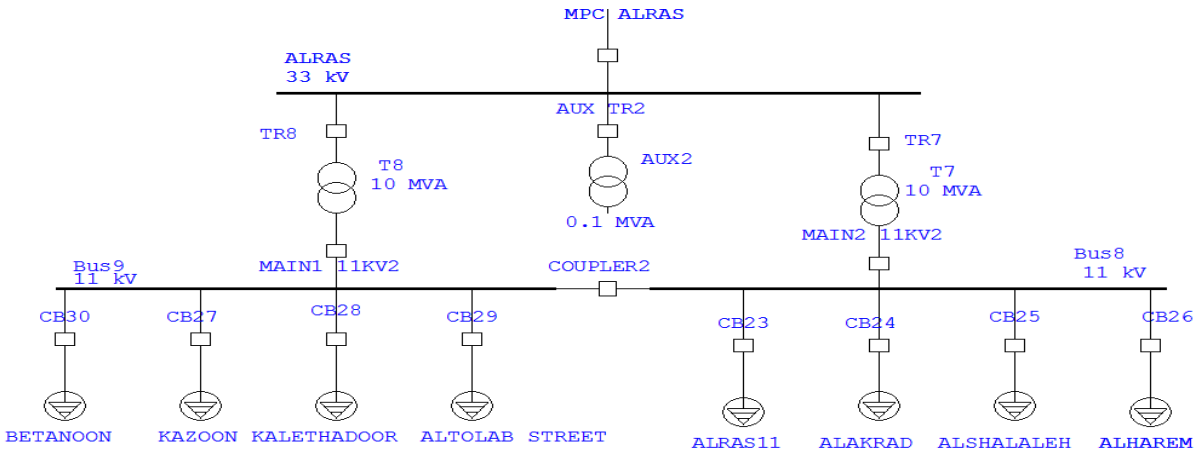 MPC ALRAS
ALRAS
33 kV
AUX TR2
TR8
TR7
T8
10 MVA
AUX2
T7
10 MVA
0.1 MVA
MAIN2 11KV2
Bus9
11 kV
MAIN1 11KV2
COUPLER2
Bus8
11 kV
CB30
CB27
CB28
CB29
CB23
CB24
CB25
CB26
BETANOON
KAZOON
KALETHADOOR
ALTOLAB STREET
ALRAS11
ALAKRAD
ALSHALALEH
ALHAREM